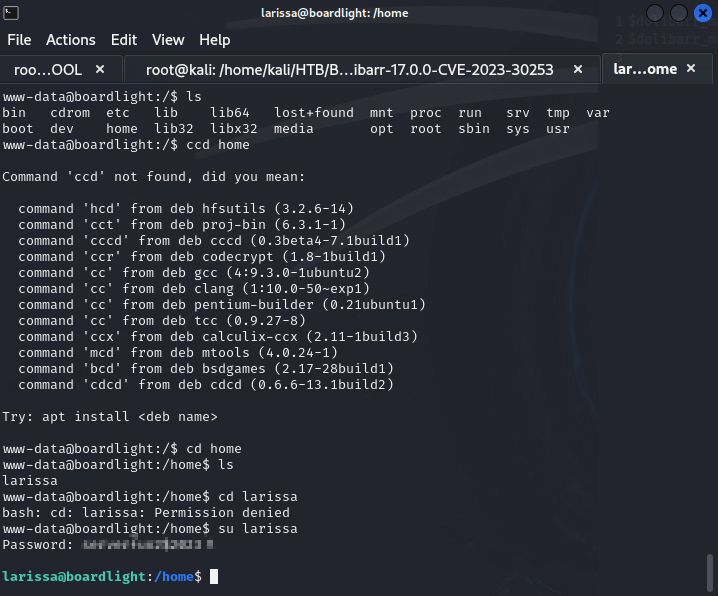 larissa@boardlight: /home
File Actions Edit View Help
roo...OOL × root@kali: /home/kali/HTB/B...ibarr-17.0.0-CVE-2023-30253 × lar...ome ×
www-data@boardlight:/$ ls
bin cdrom etc lib lib64 lost+found mnt proc run srv tmp var
boot dev home lib32 libx32 media opt root sbin sys usr
www-data@boardlight:/$ ccd home
Command 'ccd' not found, did you mean:
command 'hcd' from deb hfsutils (3.2.6-14)
command 'cct' from deb proj-bin (6.3.1-1)
command 'cccd' from deb cccd (0.3beta4-7.1build1)
command 'ccr' from deb codecrypt (1.8-1build1)
command 'cc' from deb gcc (4:9.3.0-1ubuntu2)
command 'cc' from deb clang (1:10.0-50~exp1)
command 'cc' from deb pentium-builder (0.21ubuntu1)
command 'cc' from deb tcc (0.9.27-8)
command 'ccx' from deb calculix-ccx (2.11-1build3)
command 'mcd' from deb mtools (4.0.24-1)
command 'bcd' from deb bsdgames (2.17-28build1)
command 'cdcd' from deb cdcd (0.6.6-13.1build2)
Try: apt install <deb name>
www-data@boardlight:/$ cd home
www-data@boardlight:/home$ ls
larissa
www-data@boardlight:/home$ cd larissa
bash: cd: larissa: Permission denied
www-data@boardlight:/home$ su larissa
Password:
larissa@boardlight:/home$